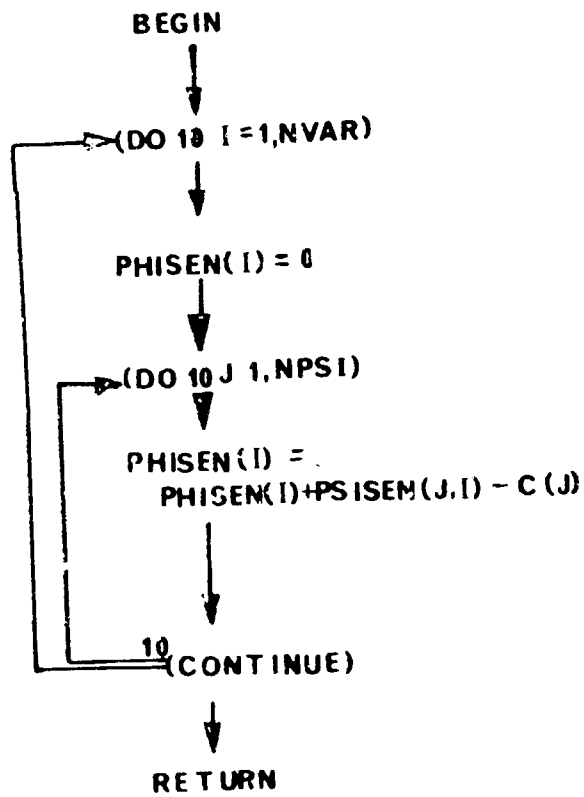 BEGIN
(DO 10 I = 1,NVAR)
PHISEN(I) = 0
(DO 10 J 1,NPSI)
PHISEN(I) =
PHISEN(I)+PSISEN(J,I) - C(J)
10
(CONTINUE)
RETURN